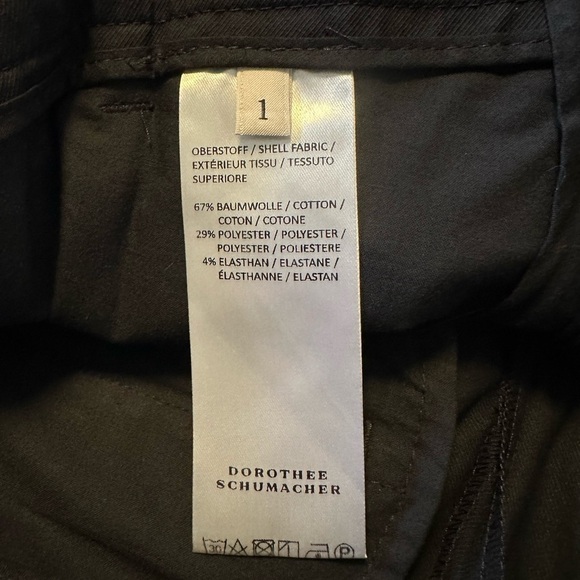 1
OBERSTOFF / SHELL FABRIC /
EXTÉRIEUR TISSU / TESSUTO
SUPERIORE
67% BAUMWOLLE / COTTON /
COTON / COTONE
29% POLYESTER / POLYESTER /
POLYESTER / POLIESTERE
4% ELASTHAN / ELASTANE /
ÉLASTHANNE / ELASTAN
DOROTHEE
SCHUMACHER
30 P